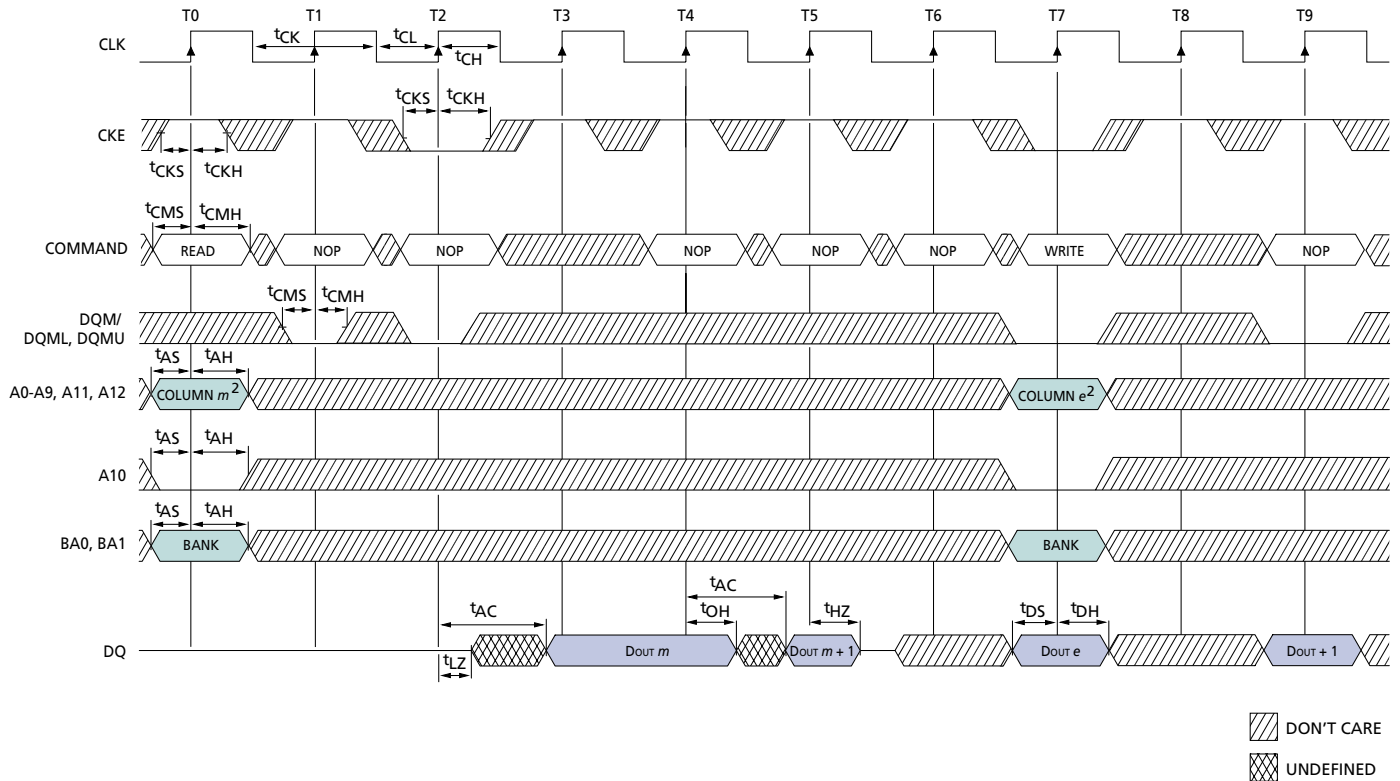 T0 T1 T2 T3 T4 T5 T6 T7 T8 T9
CLK
tCK tCL
tCH
tCKS tCKH
CKE
tCKS tCKH
tCMS tCMH
COMMAND READ NOP NOP NOP NOP NOP WRITE NOP
tCMS tCMH
DQM/
DQML, DQMU
tAS tAH
A0-A9, A11, A12 COLUMN m 2 COLUMN e2
tAS tAH
A10
tAS tAH
BA0, BA1 BANK BANK
tAC
tAC tOH tHZ tDS tDH
DQ DOUT m DOUT m + 1 DOUT e DOUT + 1
tLZ
DON'T CARE
UNDEFINED